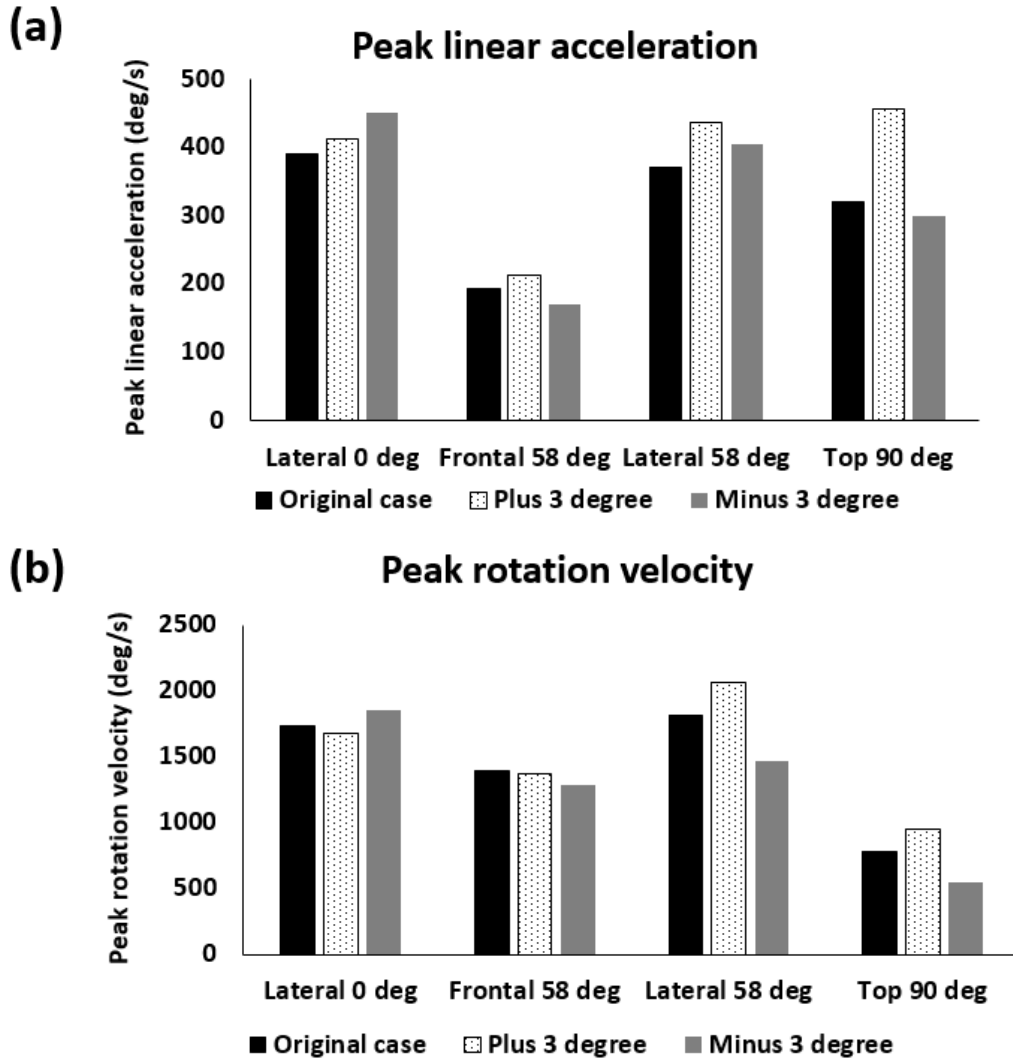 (a)
Peak linear acceleration
Peak linear acceleration (deg/s)
500
400
300
200
100
0
Lateral 0 deg Frontal 58 deg Lateral 58 deg Top 90 deg
Original case Plus 3 degree Minus 3 degree
(b)
Peak rotation velocity
Peak rotation velocity (deg/s)
2500
2000
1500
1000
500
0
Lateral 0 deg Frontal 58 deg Lateral 58 deg Top 90 deg
Original case Plus 3 degree Minus 3 degree